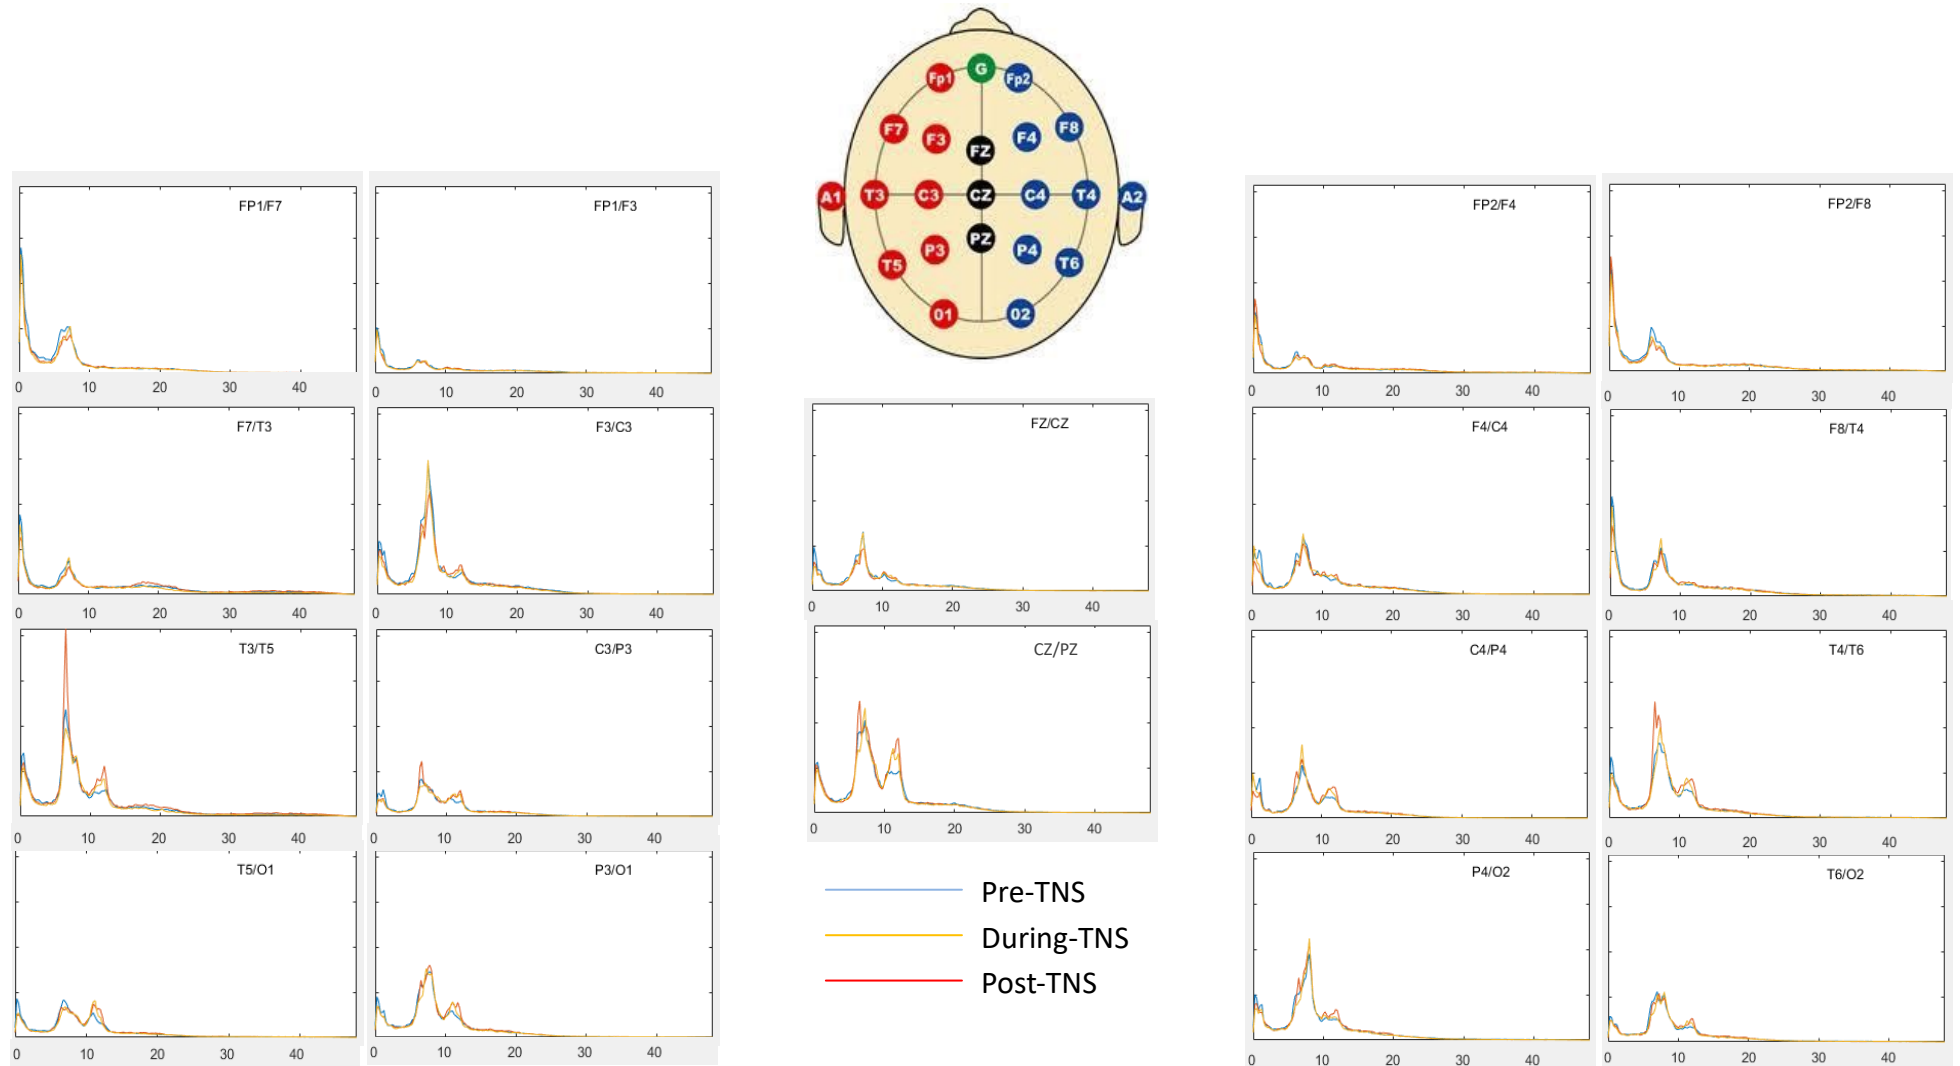 Fp1 G Fp2
F7 F3 FZ F4 F8
A1 T3 C3 CZ C4 T4 A2
T5 P3 PZ P4 T6
01 02
FP1/F7
0 10 20 30 40
FP1/F3
0 10 20 30 40
FP2/F4
0 10 20 30 40
FP2/F8
0 10 20 30 40
F7/T3
0 10 20 30 40
F3/C3
0 10 20 30 40
FZ/CZ
0 10 20 30 40
F4/C4
0 10 20 30 40
F8/T4
0 10 20 30 40
T3/T5
0 10 20 30 40
C3/P3
0 10 20 30 40
CZ/PZ
0 10 20 30 40
C4/P4
0 10 20 30 40
T4/T6
0 10 20 30 40
T5/O1
0 10 20 30 40
P3/O1
0 10 20 30 40
Pre-TNS
During-TNS
Post-TNS
P4/O2
0 10 20 30 40
T6/O2
0 10 20 30 40